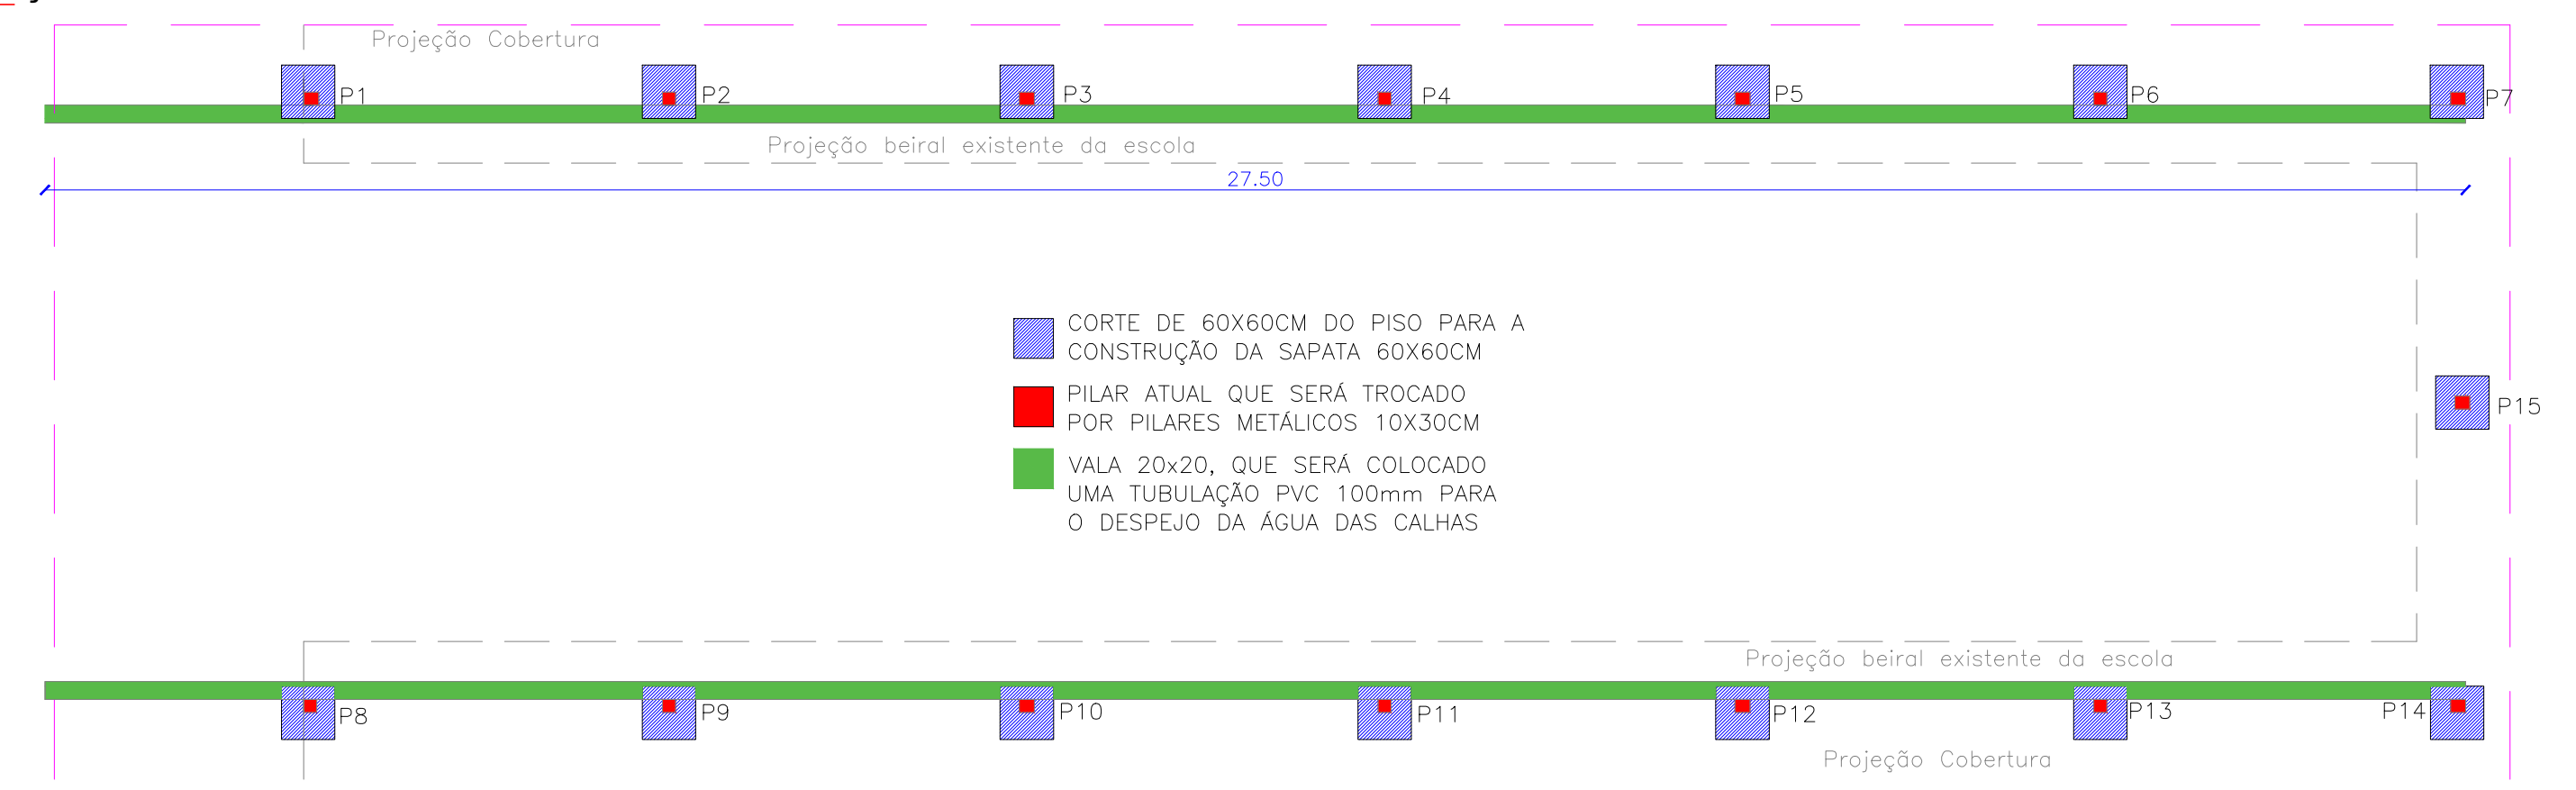 Projeção Cobertura
P1
P2
P3
P4
P5
P6
P7
Projeção beiral existente da escola
27.50
CORTE DE 60X60CM DO PISO PARA A
CONSTRUÇÃO DA SAPATA 60X60CM
PILAR ATUAL QUE SERÁ TROCADO
POR PILARES METÁLICOS 10X30CM
P15
VALA 20x20, QUE SERÁ COLOCADO
UMA TUBULAÇÃO PVC 100mm PARA
O DESPEJO DA ÁGUA DAS CALHAS
Projeção beiral existente da escola
P8
P9
P10
P11
P12
P13
P14
Projeção Cobertura